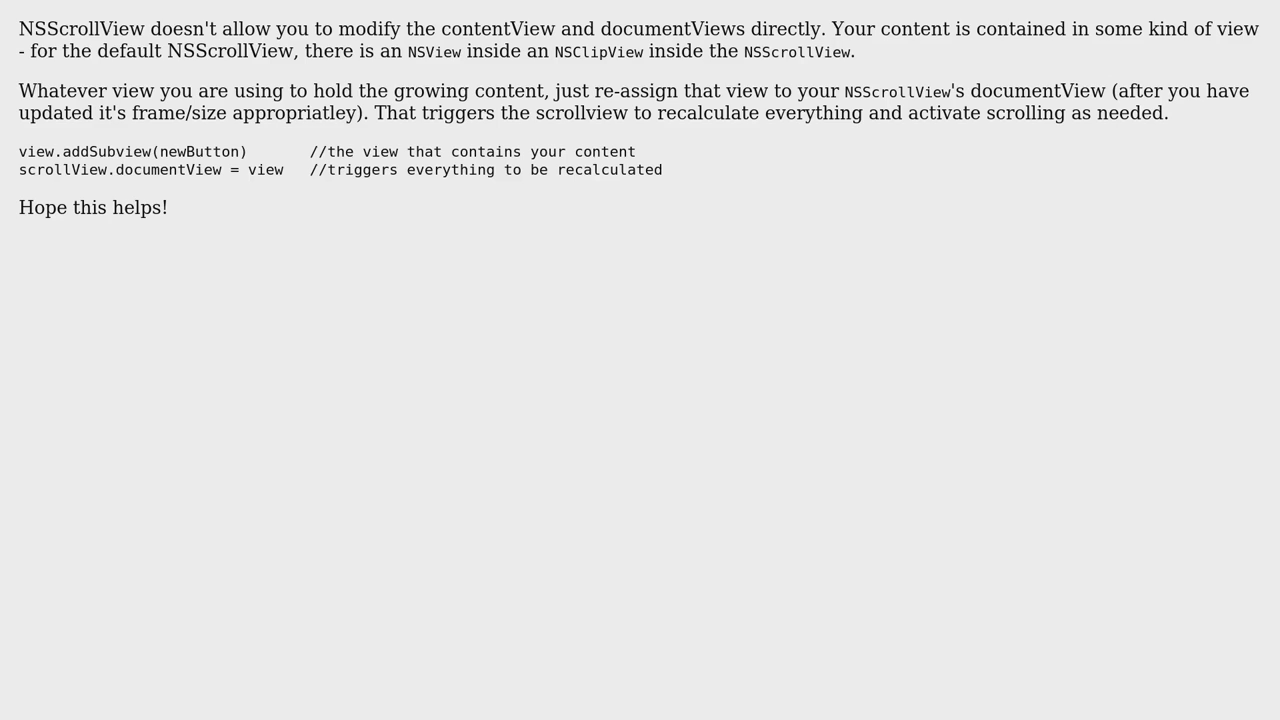 NSScrollView doesn't allow you to modify the contentView and documentViews directly. Your content is contained in some kind of view
- for the default NSScrollView, there is an NSView inside an NSClipView inside the NSScrollView.
Whatever view you are using to hold the growing content, just re-assign that view to your NSScrollView's documentView (after you have
updated it's frame/size appropriatley). That triggers the scrollview to recalculate everything and activate scrolling as needed.
view.addSubview(newButton)       //the view that contains your content
scrollView.documentView = view   //triggers everything to be recalculated
Hope this helps!